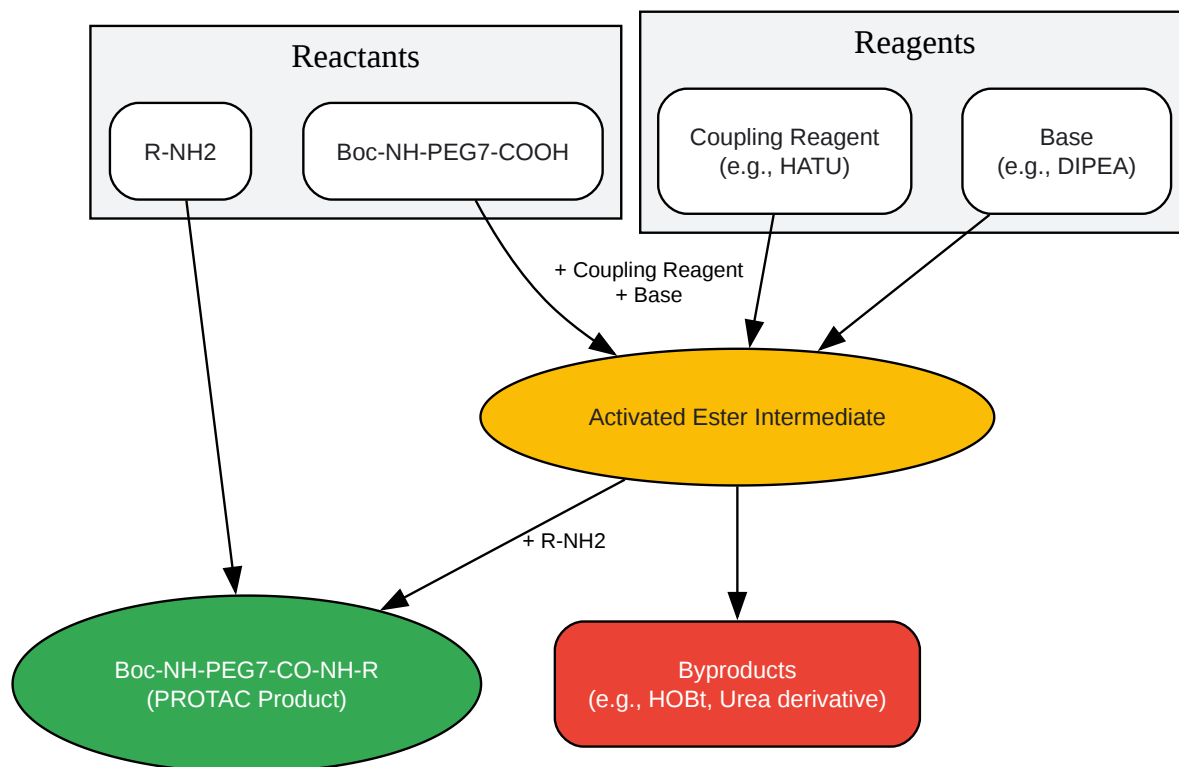 Reactants
Reagents
R-NH2
Boc-NH-PEG7-COOH
Coupling Reagent
(e.g., HATU)
Base
(e.g., DIPEA)
+ Coupling Reagent
+ Base
Activated Ester Intermediate
+ R-NH2
Boc-NH-PEG7-CO-NH-R
(PROTAC Product)
Byproducts
(e.g., HOBt, Urea derivative)